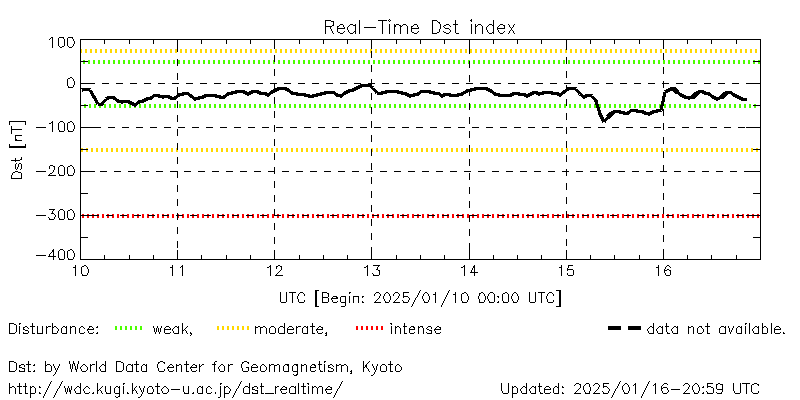 Real-Time Dst index
100
0
-100
-200
-300
-400
Dst [nT]
10 11 12 13 14 15 16
UTC [Begin: 2025/01/10 00:00 UTC]
Disturbance: weak, moderate, intense data not available.
Dst: by World Data Center for Geomagnetism, Kyoto
http://wdc.kugi.kyoto-u.ac.jp/dst_realtime/ Updated: 2025/01/16-20:59 UTC